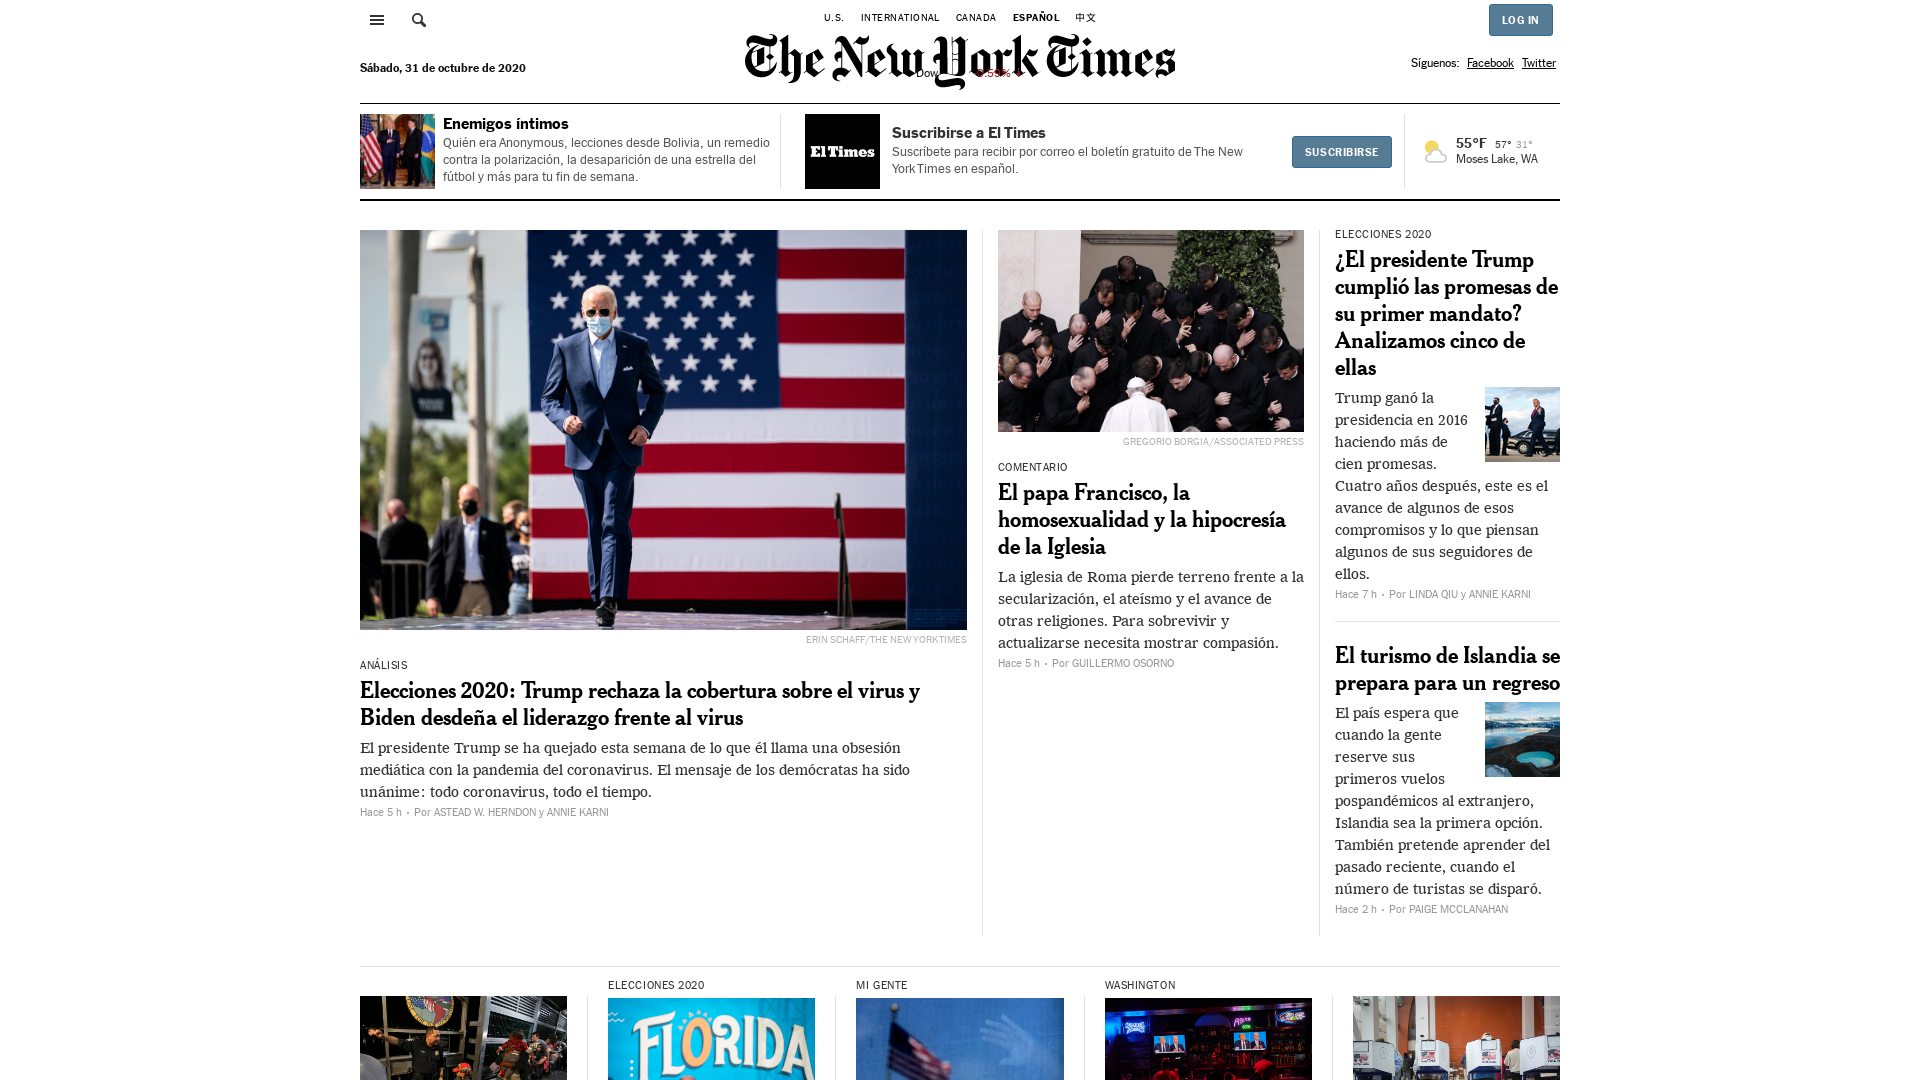 U.S. INTERNATIONAL CANADA ESPAÑOL 中文
LOG IN
The New York Times
Sábado, 31 de octubre de 2020
Dow
0.59%
Síguenos: Facebook Twitter
Enemigos íntimos
Quién era Anonymous, lecciones desde Bolivia, un remedio
contra la polarización, la desaparición de una estrella del
fútbol y más para tu fin de semana.
El Times
Suscribirse a El Times
Suscríbete para recibir por correo el boletín gratuito de The New
York Times en español.
SUSCRIBIRSE
55°F 57° 31°
Moses Lake, WA
ERIN SCHAFF/THE NEW YORK TIMES
ANÁLISIS
Elecciones 2020: Trump rechaza la cobertura sobre el virus y
Biden desdeña el liderazgo frente al virus
El presidente Trump se ha quejado esta semana de lo que él llama una obsesión
mediática con la pandemia del coronavirus. El mensaje de los demócratas ha sido
unánime: todo coronavirus, todo el tiempo.
Hace 5 h • Por ASTEAD W. HERNDON y ANNIE KARNI
GREGORIO BORGIA/ASSOCIATED PRESS
COMENTARIO
El papa Francisco, la
homosexualidad y la hipocresía
de la Iglesia
La iglesia de Roma pierde terreno frente a la
secularización, el ateísmo y el avance de
otras religiones. Para sobrevivir y
actualizarse necesita mostrar compasión.
Hace 5 h • Por GUILLERMO OSORNO
ELECCIONES 2020
¿El presidente Trump
cumplió las promesas de
su primer mandato?
Analizamos cinco de
ellas
Trump ganó la
presidencia en 2016
haciendo más de
cien promesas.
Cuatro años después, este es el
avance de algunos de esos
compromisos y lo que piensan
algunos de sus seguidores de
ellos.
Hace 7 h • Por LINDA QIU y ANNIE KARNI
El turismo de Islandia se
prepara para un regreso
El país espera que
cuando la gente
reserve sus
primeros vuelos
pospandémicos al extranjero,
Islandia sea la primera opción.
También pretende aprender del
pasado reciente, cuando el
número de turistas se disparó.
Hace 2 h • Por PAIGE MCCLANAHAN
ELECCIONES 2020
FLORIDA
MI GENTE
WASHINGTON